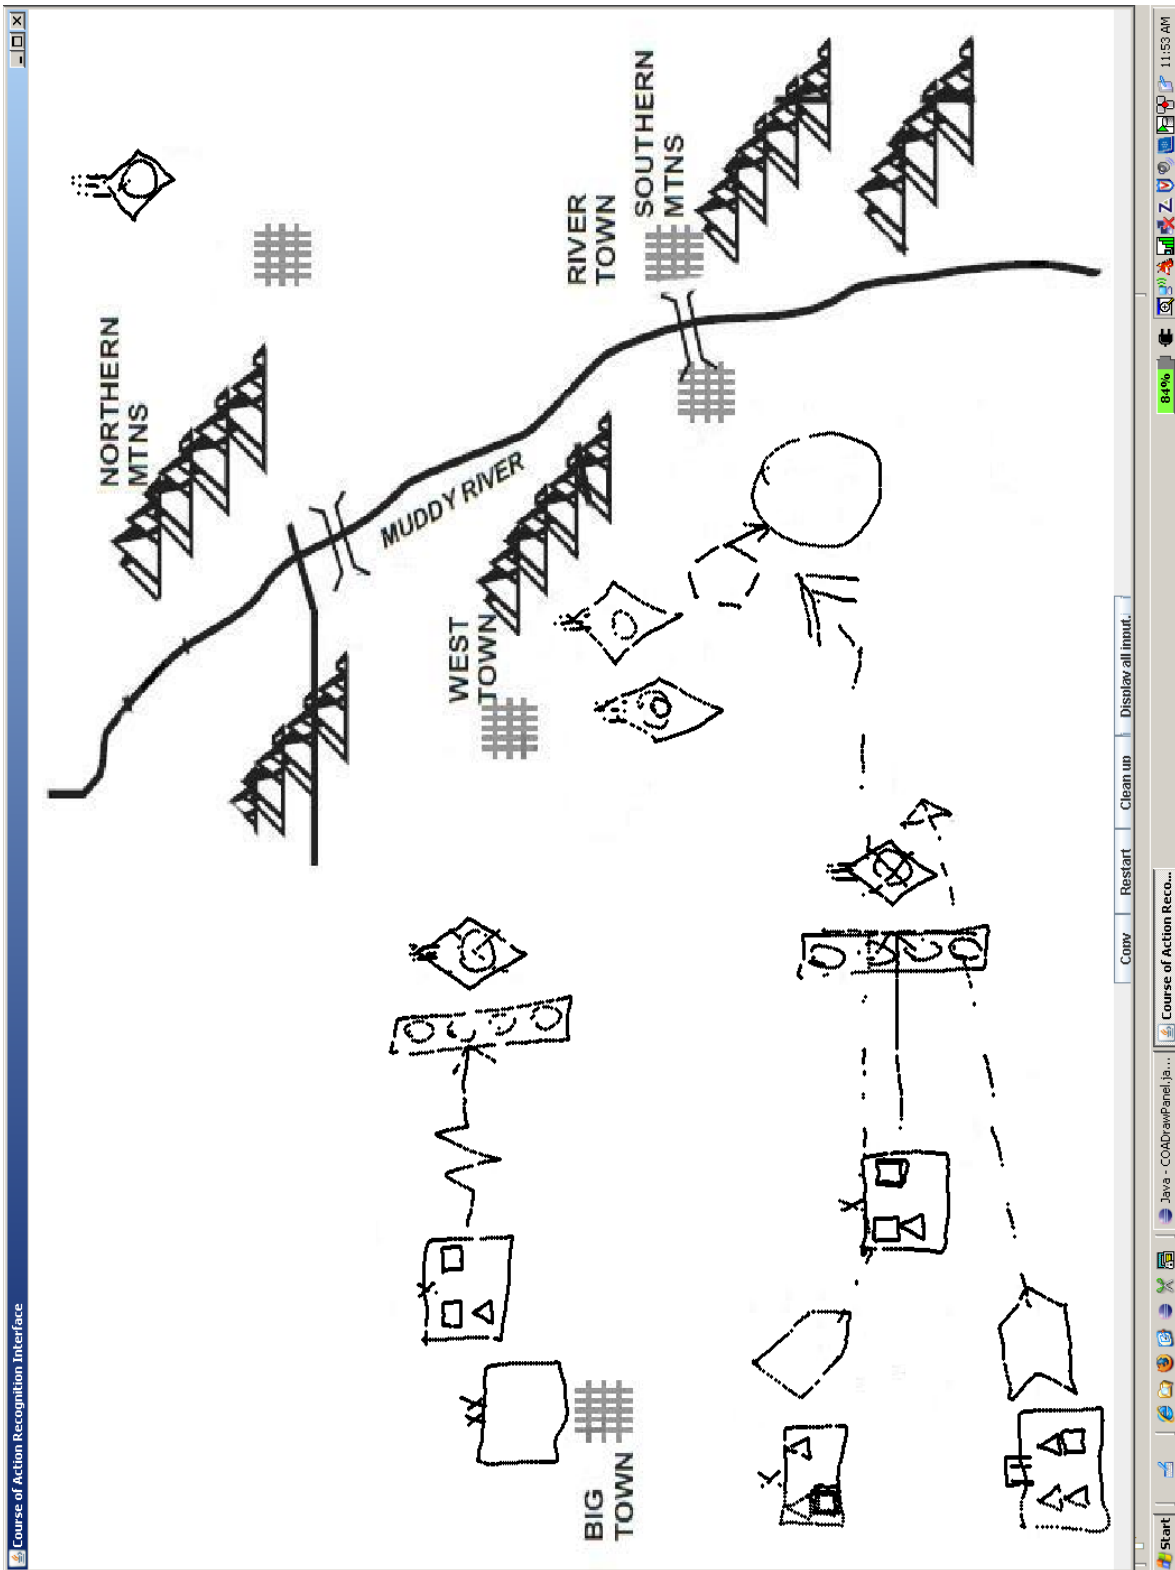 Course of Action Recognition Interface
NORTHERN
MTNS
MUDDY RIVER
WEST
TOWN
RIVER
TOWN
SOUTHERN
MTNS
BIG
TOWN
Copy
Restart
Clean up
Display all input.
Start
Java - COADrawPanel.ja...
Course of Action Reco...
84%
11:53 AM